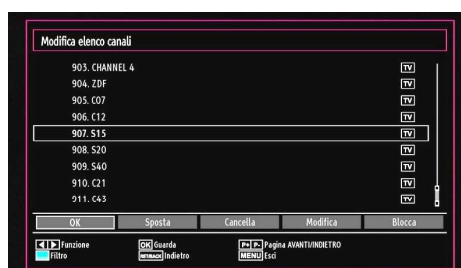 Modifica elenco canali
903. CHANNEL 4 TV
904. ZDF TV
905. C07 TV
906. C12 TV
907. S15 TV
908. S20 TV
909. S40 TV
910. C21 TV
911. C43 TV
OK Sposta Cancella Modifica Blocca
Funzione OK Guarda P+ P- Pagina AVANTI/INDIETRO
Filtro RET/BACK Indietro MENU Esci